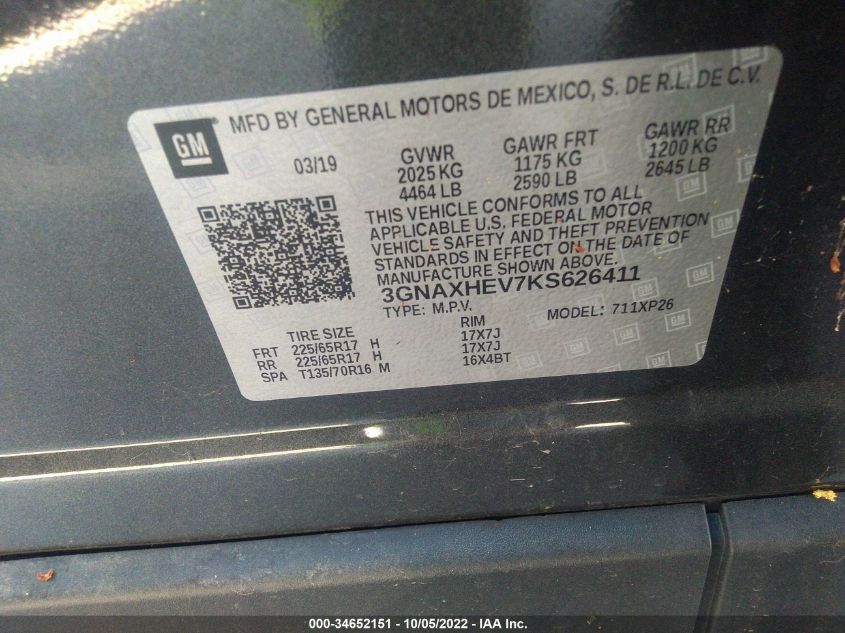 GM
MFD BY GENERAL MOTORS DE MEXICO, S. DE R.L. DE C.V.
03/19
GVWR GAWR FRT GAWR RR
2025 KG 1175 KG 1200 KG
4464 LB 2590 LB 2645 LB
THIS VEHICLE CONFORMS TO ALL
APPLICABLE U.S. FEDERAL MOTOR
VEHICLE SAFETY AND THEFT PREVENTION
STANDARDS IN EFFECT ON THE DATE OF
MANUFACTURE SHOWN ABOVE.
3GNAXHEV7KS626411
TYPE: M.P.V. MODEL: 711XP26
TIRE SIZE RIM
FRT 225/65R17 H 17X7J
RR 225/65R17 H 17X7J
SPA T135/70R16 M 16X4BT
000-34652151 - 10/05/2022 - IAA Inc.